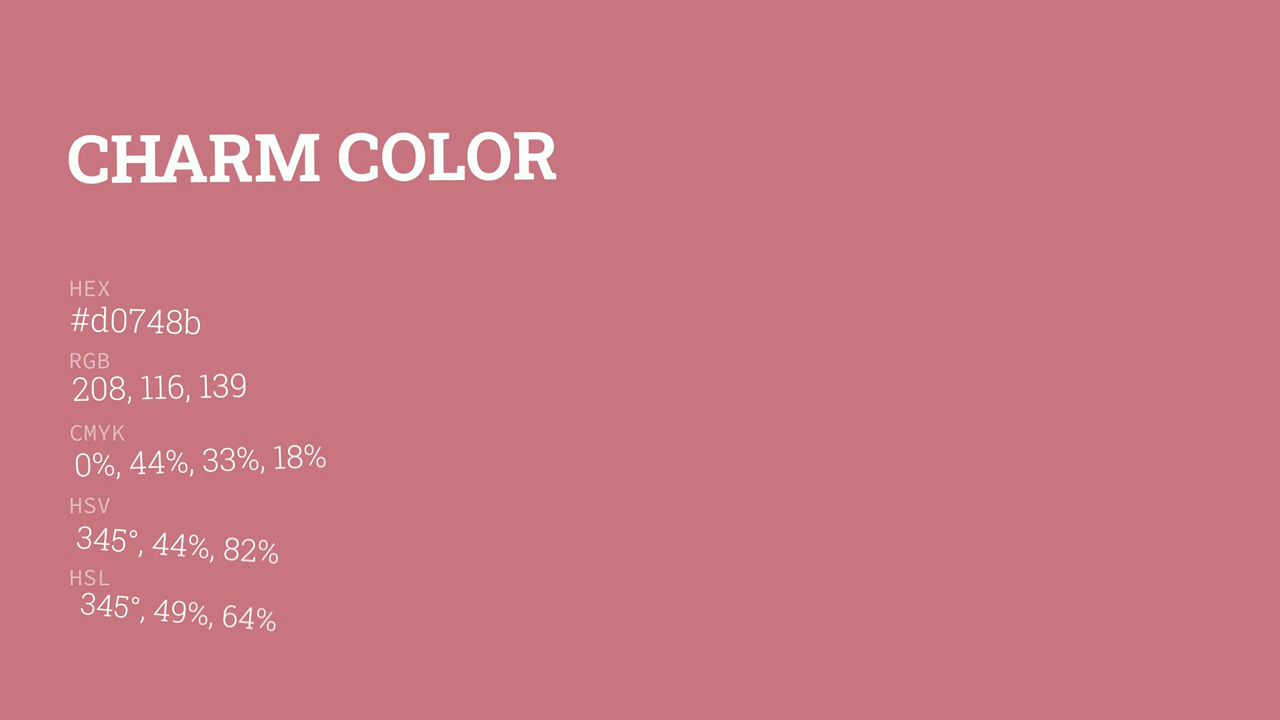 CHARM COLOR
HEX
#d0748b
RGB
208, 116, 139
CMYK
0%, 44%, 33%, 18%
HSV
345°, 44%, 82%
HSL
345°, 49%, 64%